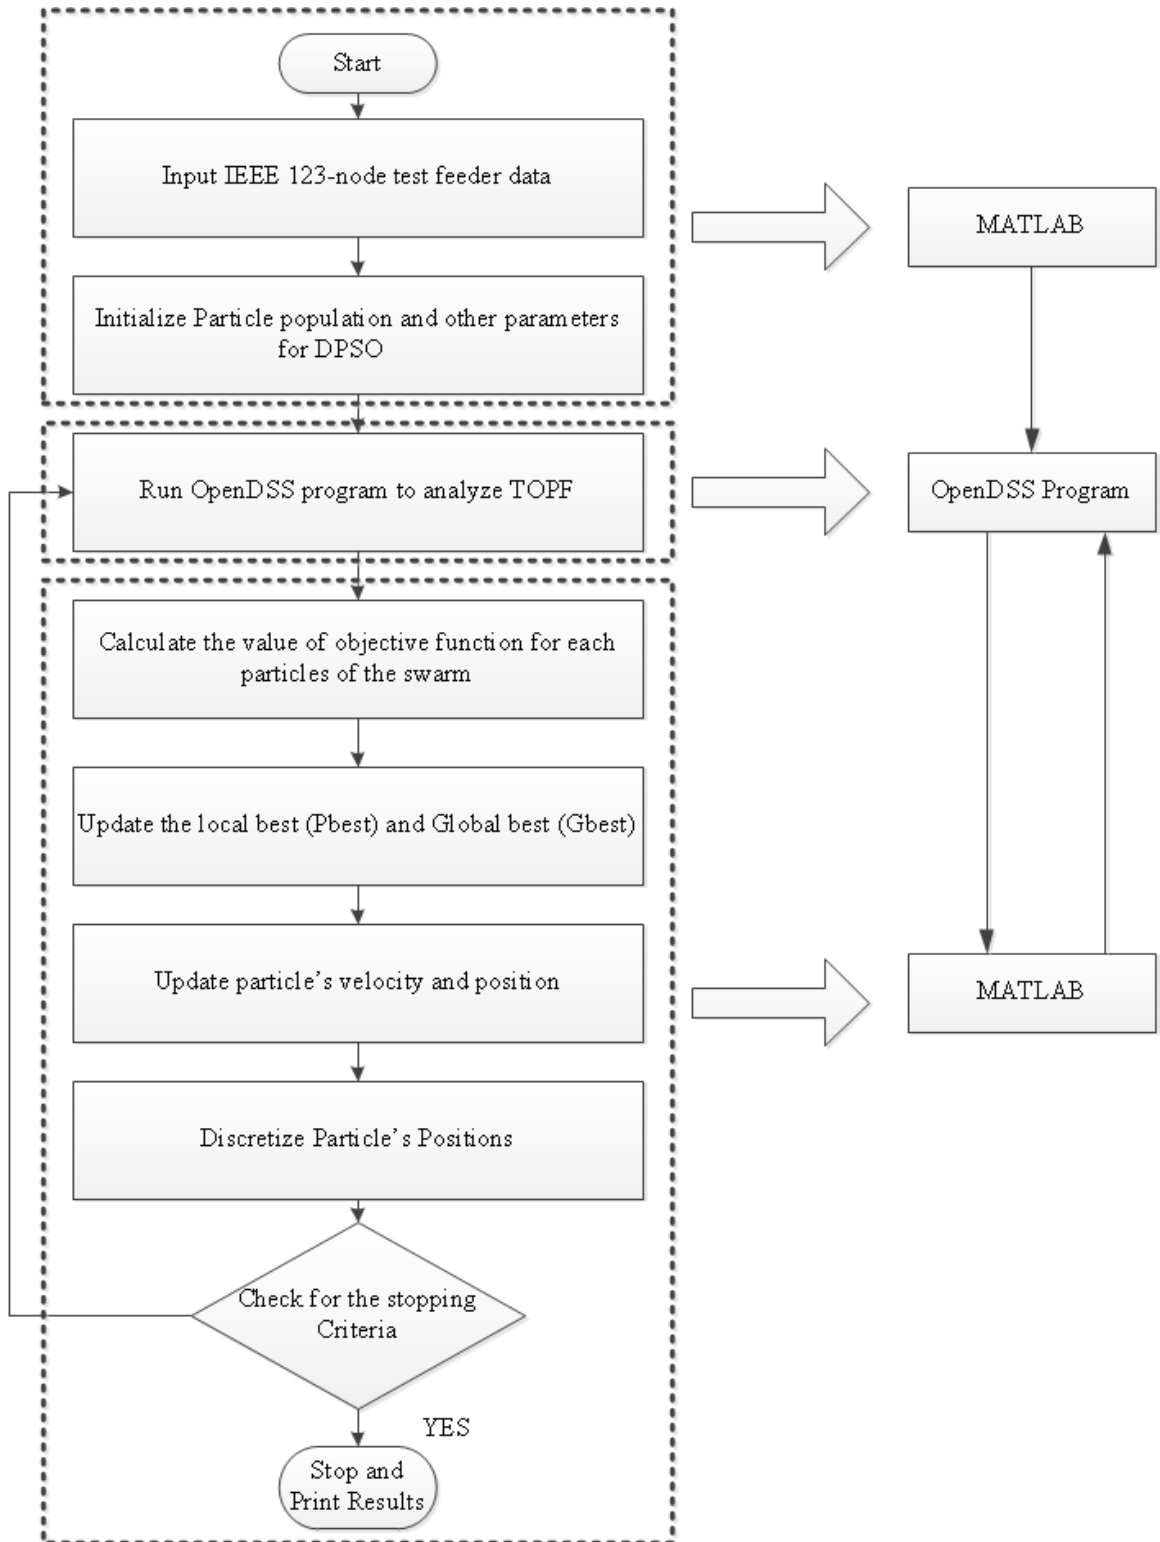 Start
Input IEEE 123-node test feeder data
MATLAB
Initialize Particle population and other parameters
for DPSO
Run OpenDSS program to analyze TOPF
OpenDSS Program
Calculate the value of objective function for each
particles of the swarm
Update the local best (Pbest) and Global best (Gbest)
Update particle’s velocity and position
MATLAB
Discretize Particle’s Positions
Check for the stopping
Criteria
YES
Stop and
Print Results